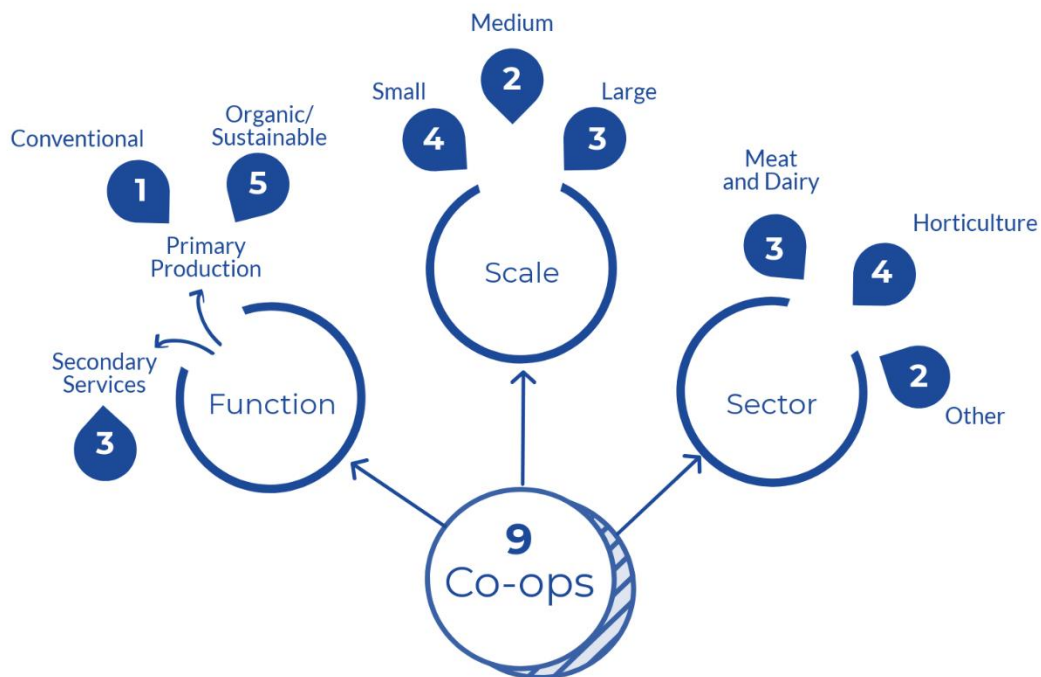 Medium
2
Small
4
Large
3
Scale
Conventional
1
Organic/
Sustainable
5
Primary
Production
Secondary
Services
3
Function
Meat
and Dairy
3
Horticulture
4
2
Other
Sector
9
Co-ops